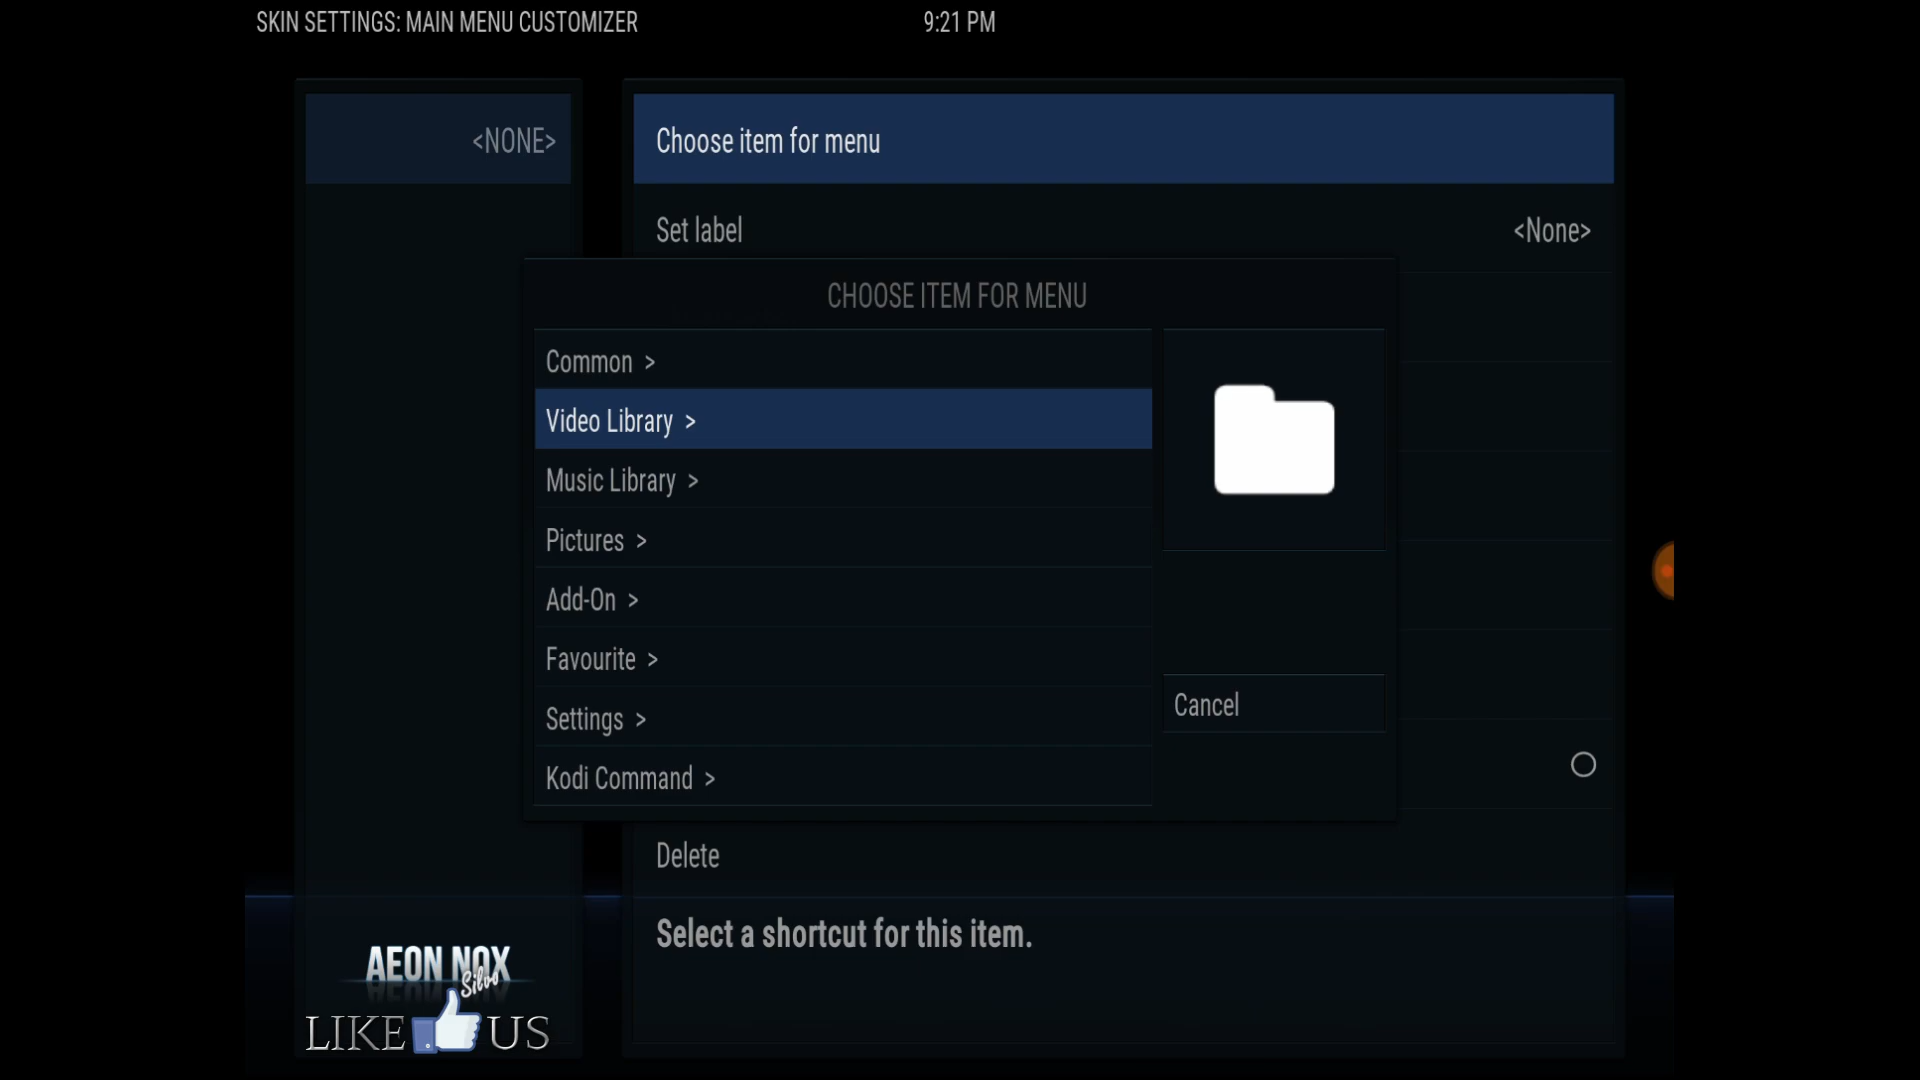 SKIN SETTINGS: MAIN MENU CUSTOMIZER
9:21 PM
<NONE>
Choose item for menu
Set label
<None>
CHOOSE ITEM FOR MENU
Common >
Video Library >
Music Library >
Pictures >
Add-On >
Favourite >
Settings >
Kodi Command >
Cancel
Delete
Select a shortcut for this item.
AEON NOX
Silvo
LIKE US